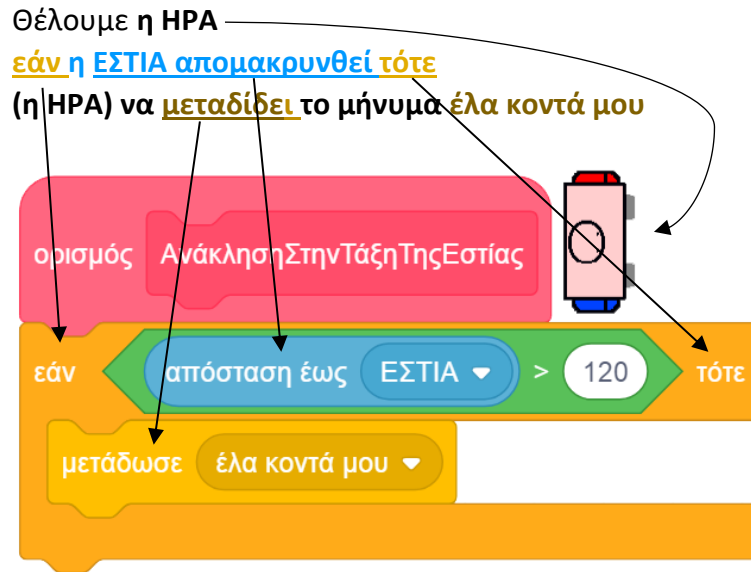 Θέλουμε η ΗΡΑ
εάν η ΕΣΤΙΑ απομακρυνθεί τότε
(η ΗΡΑ) να μεταδίδει το μήνυμα έλα κοντά μου
ορισμός ΑνάκλησηΣτηνΤάξηΤηςΕστίας
εάν απόσταση έως ΕΣΤΙΑ > 120 τότε
μετάδωσε έλα κοντά μου